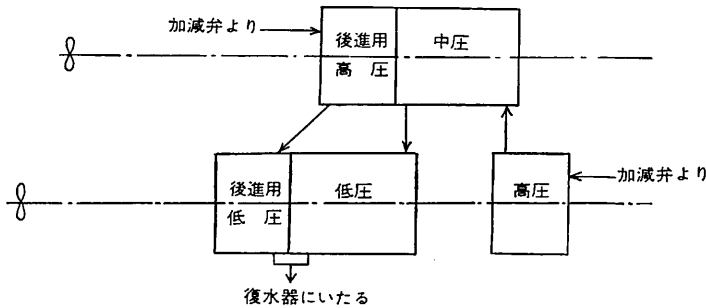 加減弁より
後進用
高 圧
中圧
後進用
低 圧
低圧
高圧
加減弁より
復水器にいたる